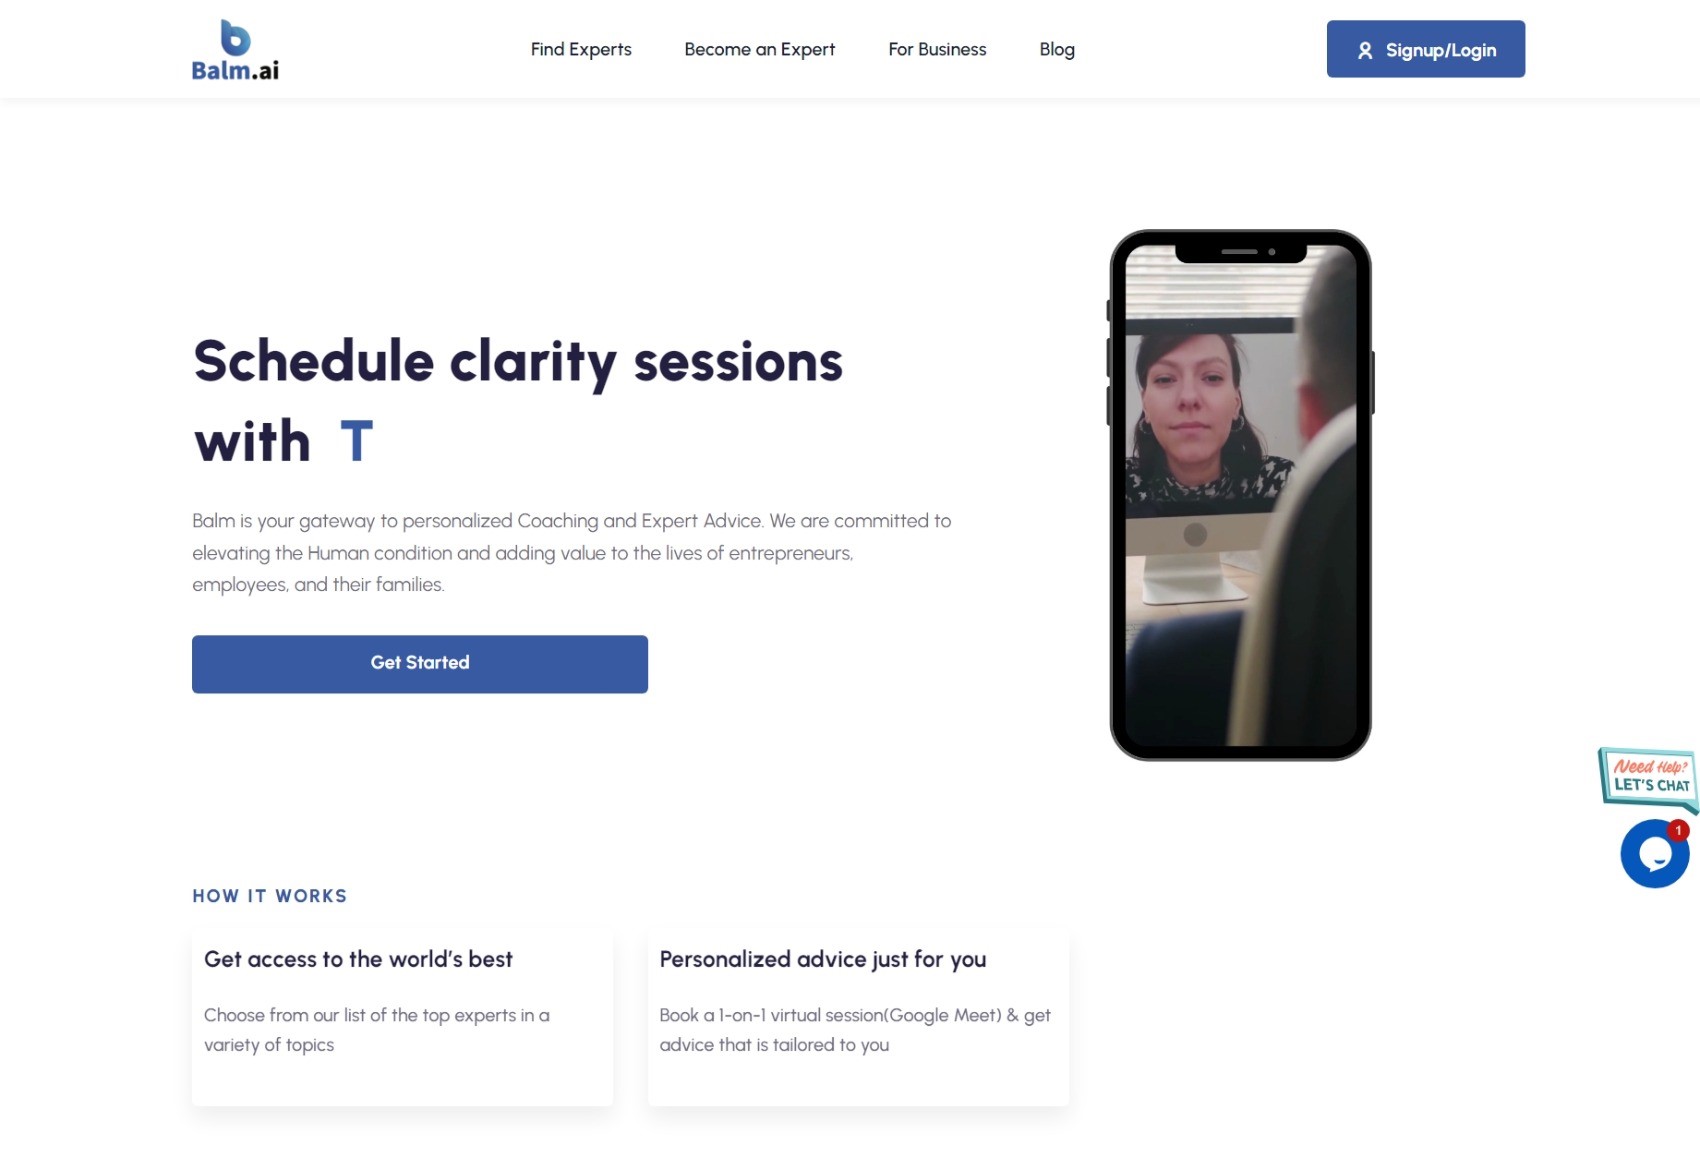 Balm.ai
Find Experts
Become an Expert
For Business
Blog
Signup/Login
Schedule clarity sessions
with T
Balm is your gateway to personalized Coaching and Expert Advice. We are committed to
elevating the Human condition and adding value to the lives of entrepreneurs,
employees, and their families.
Get Started
Need Help?
LET'S CHAT
1
HOW IT WORKS
Get access to the world's best
Choose from our list of the top experts in a
variety of topics
Personalized advice just for you
Book a 1-on-1 virtual session(Google Meet) & get
advice that is tailored to you